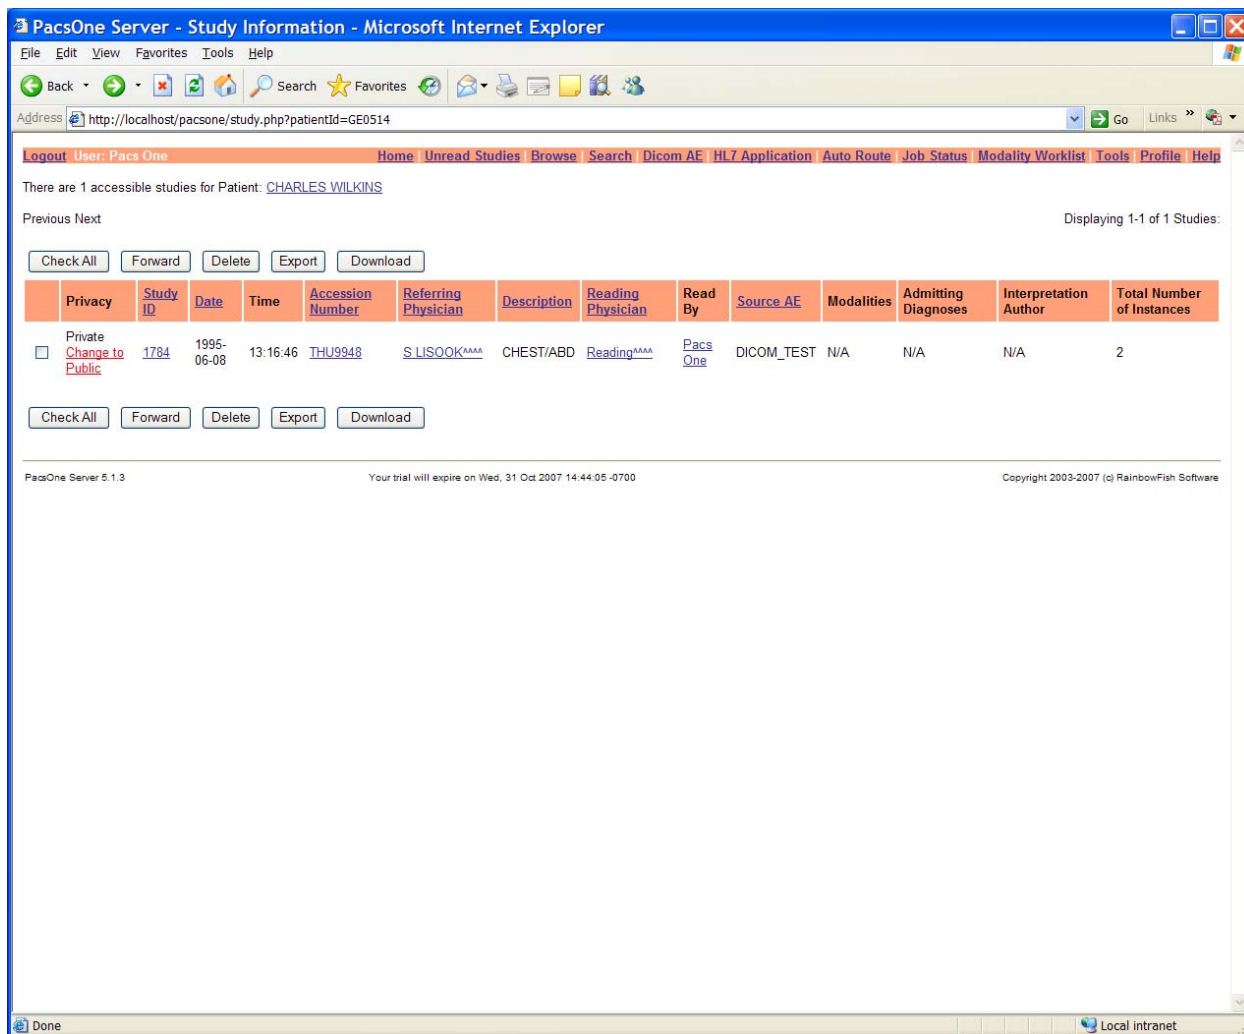 PacsOne Server - Study Information - Microsoft Internet Explorer
File Edit View Favorites Tools Help
Back Search Favorites
Address http://localhost/pacsone/study.php?patientId=GE0514 Go Links »
Logout User: Pacs One Home | Unread Studies | Browse | Search | Dicom AE | HL7 Application | Auto Route | Job Status | Modality Worklist | Tools | Profile | Help
There are 1 accessible studies for Patient: CHARLES WILKINS
Previous Next Displaying 1-1 of 1 Studies:
Check All Forward Delete Export Download
Privacy Study ID Date Time Accession Number Referring Physician Description Reading Physician Read By Source AE Modalities Admitting Diagnoses Interpretation Author Total Number of Instances
Private Change to Public 1784 1995-06-08 13:16:46 THU9948 S LISOOK^^^^ CHEST/ABD Reading^^^^ Pacs One DICOM_TEST N/A N/A N/A 2
Check All Forward Delete Export Download
PacsOne Server 5.1.3 Your trial will expire on Wed, 31 Oct 2007 14:44:05 -0700 Copyright 2003-2007 (c) RainbowFish Software
Done Local intranet